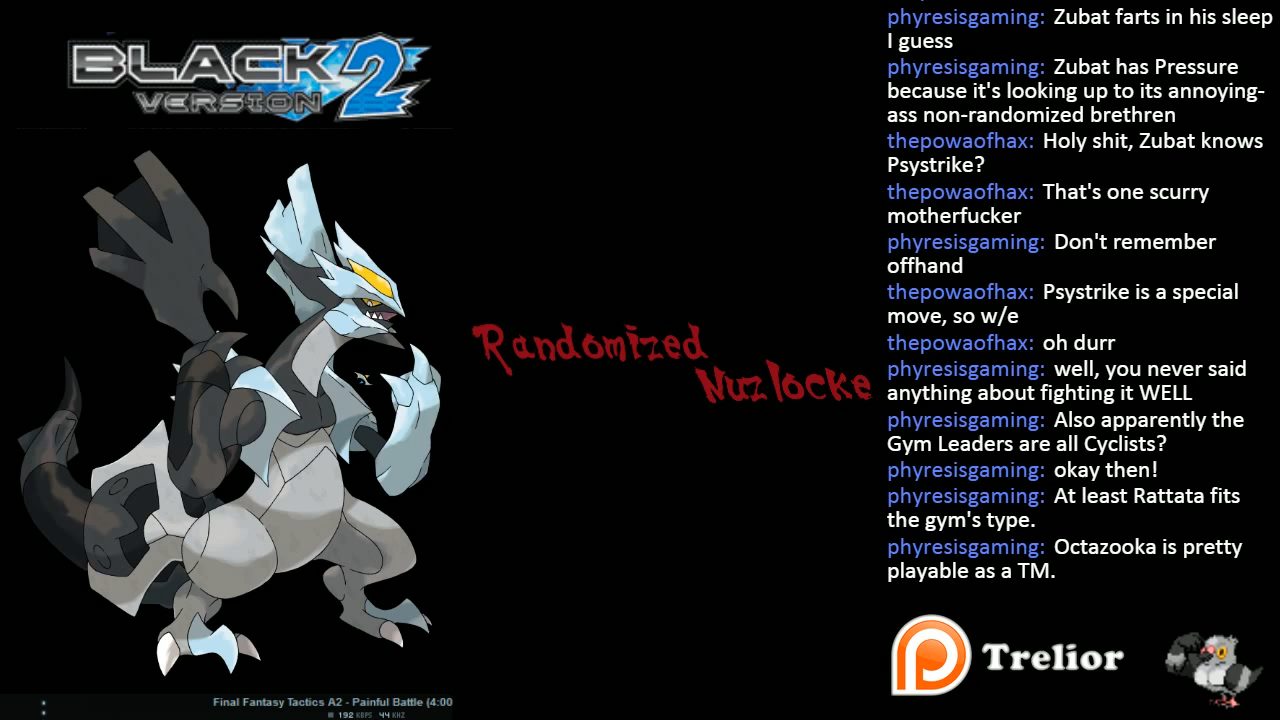 BLACK 2
VERSION
Randomized
Nuzlocke
phyresisgaming: Zubat farts in his sleep
I guess
phyresisgaming: Zubat has Pressure
because it's looking up to its annoying-
ass non-randomized brethren
thepowaofhax: Holy shit, Zubat knows
Psystrike?
thepowaofhax: That's one scurry
motherfucker
phyresisgaming: Don't remember
offhand
thepowaofhax: Psystrike is a special
move, so w/e
thepowaofhax: oh durr
phyresisgaming: well, you never said
anything about fighting it WELL
phyresisgaming: Also apparently the
Gym Leaders are all Cyclists?
phyresisgaming: okay then!
phyresisgaming: At least Rattata fits
the gym's type.
phyresisgaming: Octazooka is pretty
playable as a TM.
Trelior
Final Fantasy Tactics A2 - Painful Battle (4:00
192 KBPS 44 KHZ